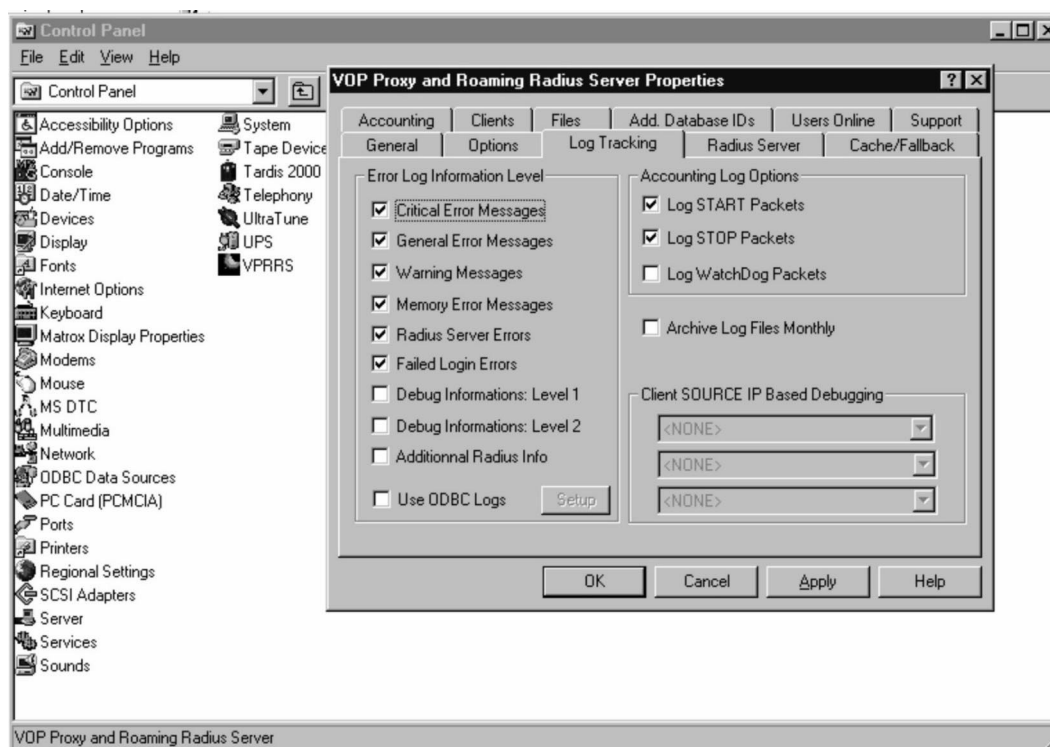 Control Panel
File Edit View Help
Control Panel
Accessibility Options
Add/Remove Programs
Console
Date/Time
Devices
Display
Fonts
Internet Options
Keyboard
Matrox Display Properties
Modems
Mouse
MS DTC
Multimedia
Network
ODBC Data Sources
PC Card (PCMCIA)
Ports
Printers
Regional Settings
SCSI Adapters
Server
Services
Sounds
System
Tape Device
Tardis 2000
Telephony
UltraTune
UPS
VPRRS
VOP Proxy and Roaming Radius Server Properties
Accounting Clients Files Add. Database IDs Users Online Support
General Options Log Tracking Radius Server Cache/Fallback
Error Log Information Level
Critical Error Messages
General Error Messages
Warning Messages
Memory Error Messages
Radius Server Errors
Failed Login Errors
Debug Informations: Level 1
Debug Informations: Level 2
Additionnal Radius Info
Use ODBC Logs Setup
Accounting Log Options
Log START Packets
Log STOP Packets
Log WatchDog Packets
Archive Log Files Monthly
Client SOURCE IP Based Debugging
<NONE>
<NONE>
<NONE>
OK Cancel Apply Help
VOP Proxy and Roaming Radius Server